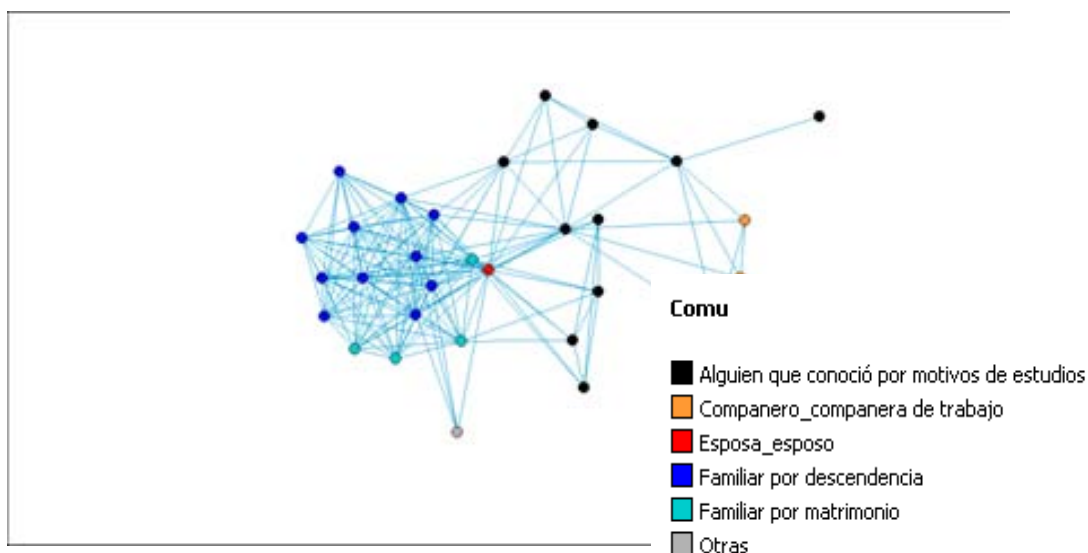 Comu
Alguien que conoció por motivos de estudios
Companero_companera de trabajo
Esposa_esposo
Familiar por descendencia
Familiar por matrimonio
Otras